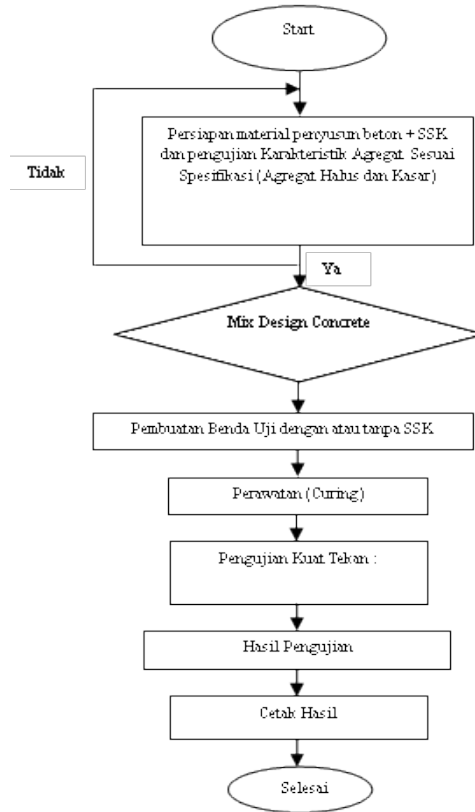 Start
Persiapan material penyusun beton + SSK
dan pengujian Karakteristik Agregat Sesuai
Spesifikasi (Agregat Halus dan Kasar)
Tidak
Ya
Mix Design Concrete
Pembuatan Benda Uji dengan atau tanpa SSK
Perawatan (Curing)
Pengujian Kuat Tekan :
Hasil Pengujian
Cetak Hasil
Selesai